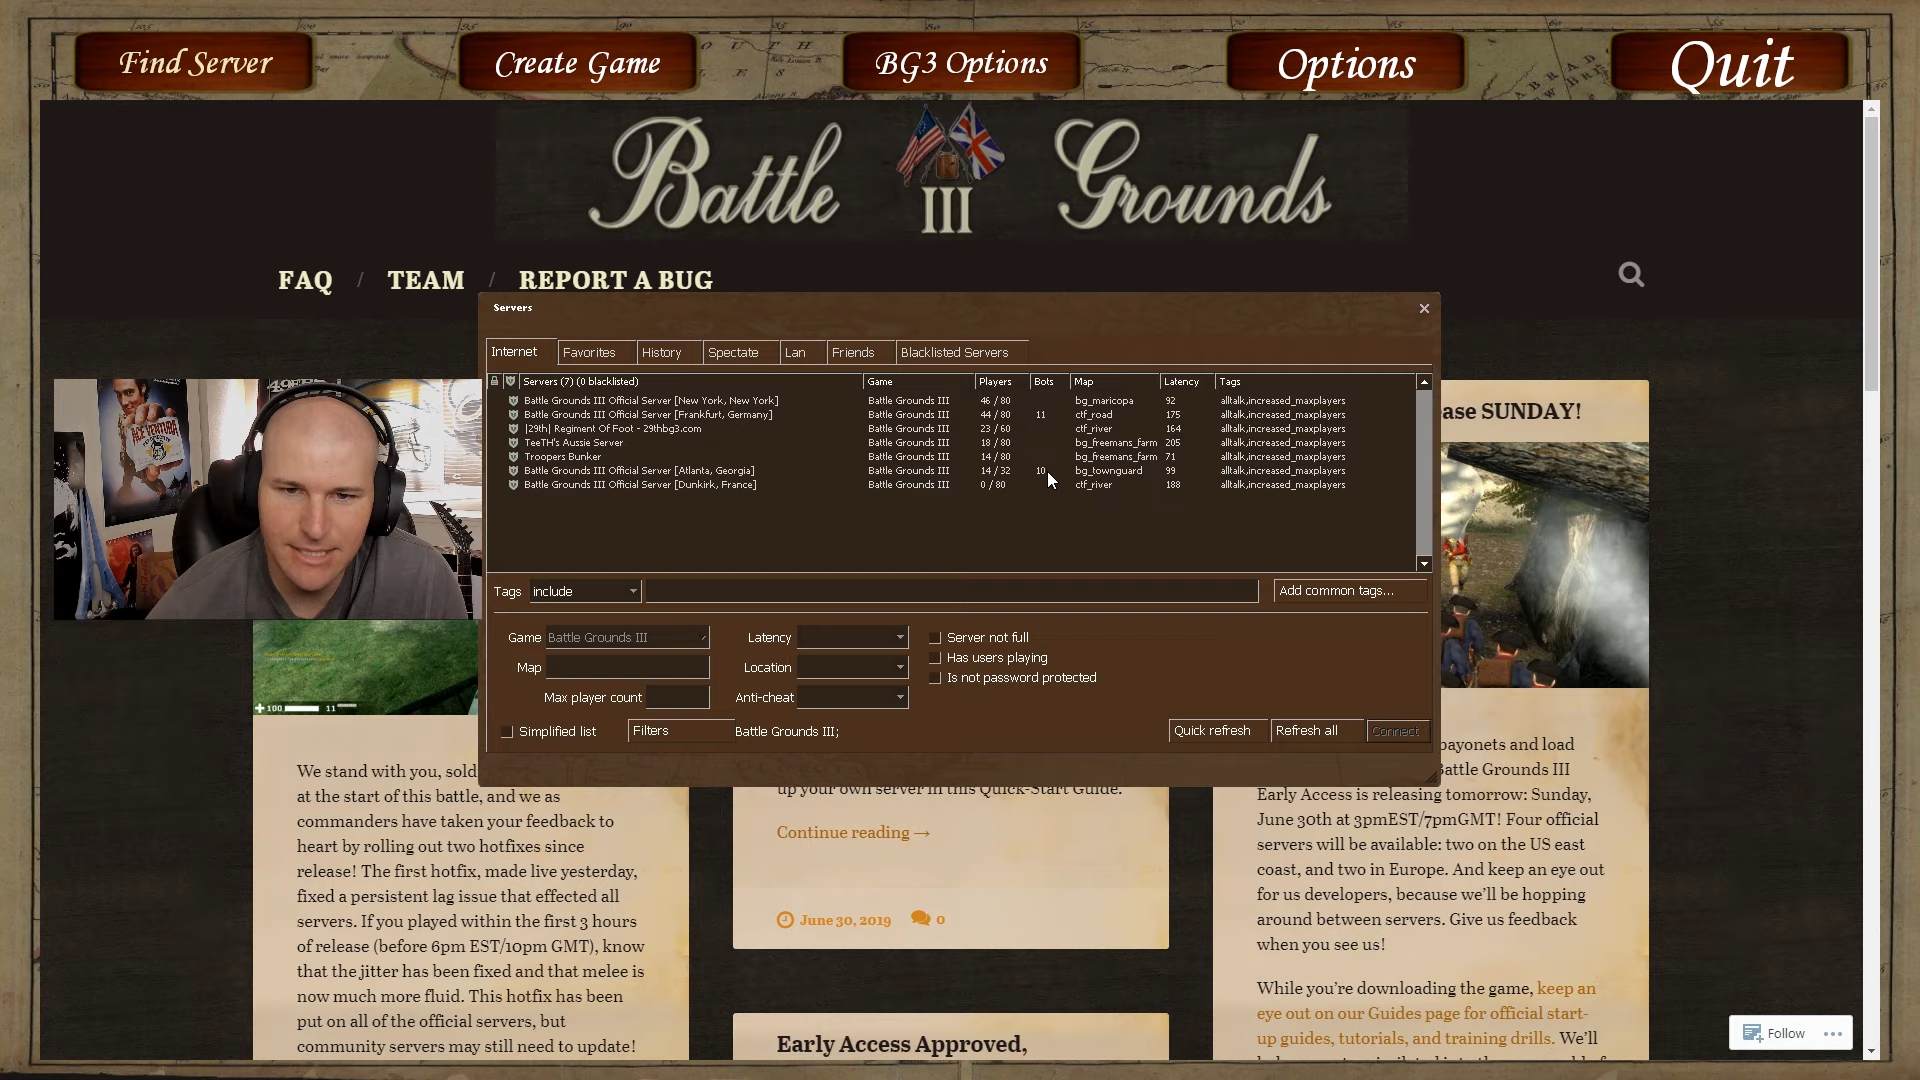 Find Server
Create Game
BG3 Options
Options
Quit
Battle III Grounds
FAQ / TEAM / REPORT A BUG
Servers
Internet Favorites History Spectate Lan Friends Blacklisted Servers
Servers (7) (0 blacklisted) Game Players Bots Map Latency Tags
Battle Grounds III Official Server [New York, New York] Battle Grounds III 46 / 80 bg_maricopa 92 alltalk,increased_maxplayers
Battle Grounds III Official Server [Frankfurt, Germany] Battle Grounds III 44 / 80 11 ctf_road 175 alltalk,increased_maxplayers
|29th| Regiment Of Foot - 29thbg3.com Battle Grounds III 23 / 60 ctf_river 164 alltalk,increased_maxplayers
TeeTH's Aussie Server Battle Grounds III 18 / 80 bg_freemans_farm 205 alltalk,increased_maxplayers
Troopers Bunker Battle Grounds III 14 / 80 bg_freemans_farm 71 alltalk,increased_maxplayers
Battle Grounds III Official Server [Atlanta, Georgia] Battle Grounds III 14 / 32 10 bg_townguard 99 alltalk,increased_maxplayers
Battle Grounds III Official Server [Dunkirk, France] Battle Grounds III 0 / 80 ctf_river 188 alltalk,increased_maxplayers
Tags include Add common tags...
Game Battle Grounds III Latency Server not full
Map Location Has users playing
Is not password protected
Max player count Anti-cheat
Simplified list Filters Battle Grounds III; Quick refresh Refresh all Connect
ACE VENTURA
49ERS
100 11
We stand with you, sold
at the start of this battle, and we as
commanders have taken your feedback to
heart by rolling out two hotfixes since
release! The first hotfix, made live yesterday,
fixed a persistent lag issue that effected all
servers. If you played within the first 3 hours
of release (before 6pm EST/10pm GMT), know
that the jitter has been fixed and that melee is
now much more fluid. This hotfix has been
put on all of the official servers, but
community servers may still need to update!
up your own server in this Quick-Start Guide.
Continue reading →
June 30, 2019 0
Early Access Approved,
ase SUNDAY!
bayonets and load
Battle Grounds III
Early Access is releasing tomorrow: Sunday,
June 30th at 3pmEST/7pmGMT! Four official
servers will be available: two on the US east
coast, and two in Europe. And keep an eye out
for us developers, because we'll be hopping
around between servers. Give us feedback
when you see us!
While you're downloading the game, keep an
eye out on our Guides page for official start-
up guides, tutorials, and training drills. We'll
Follow